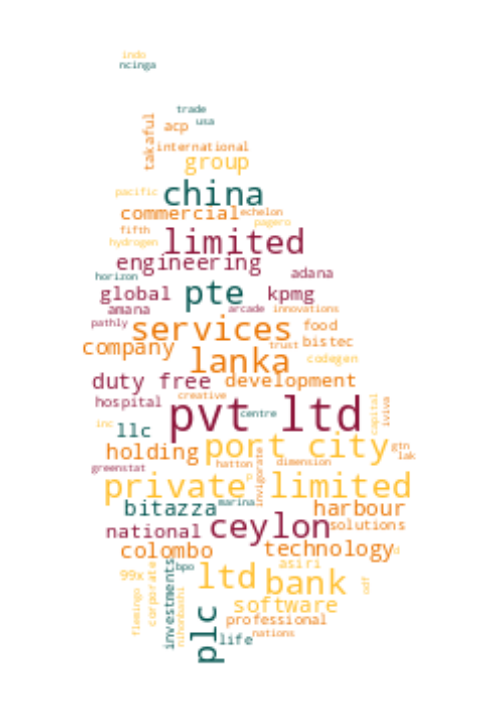 indo
ncinga
trade
usa
takaful
acp
international
group
pacific
china
commercial
echelon
pagero
fifth
hydrogen
limited
engineering
horizon
adana
global
pte
kpmg
amana
arcade
innovations
pathly
services
food
company
trust
bistec
lanka
codegen
duty free
development
hospital
creative
pvt ltd
centre
capital
iviva
inc
llc
holding
port city
gtn
lak
greenstat
hatton
dimension
invigorate
p
private limited
bitazza
marina
harbour
national
ceylon
solutions
colombo
technology
d
99x
corporate
investments
bpo
ltd
asiri
bank
odf
flemingo
nihonbashi
software
plc
professional
life
nations